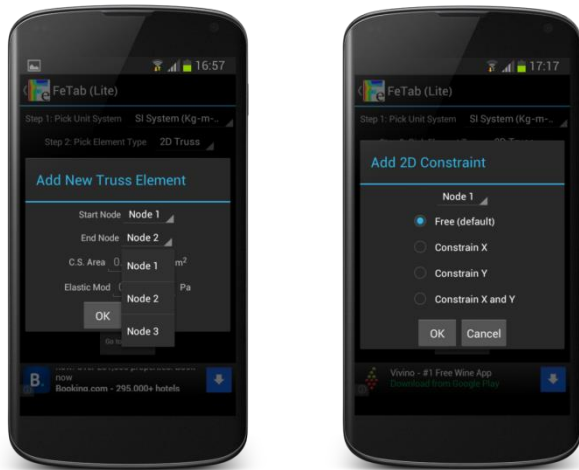 16:57
FeTab (Lite)
Step 1: Pick Unit System SI System (Kg-m-..
Step 2: Pick Element Type 2D Truss
Add New Truss Element
Start Node Node 1
End Node Node 2
C.S. Area 0. m²
Node 1
Elastic Mod Pa
Node 2
OK
Node 3
now
Booking.com - 295.000+ hotels
B.
17:17
FeTab (Lite)
Step 1: Pick Unit System SI System (Kg-m-..
Add 2D Constraint
Node 1
Free (default)
Constrain X
Constrain Y
Constrain X and Y
OK Cancel
Vivino - #1 Free Wine App
Download from Google Play